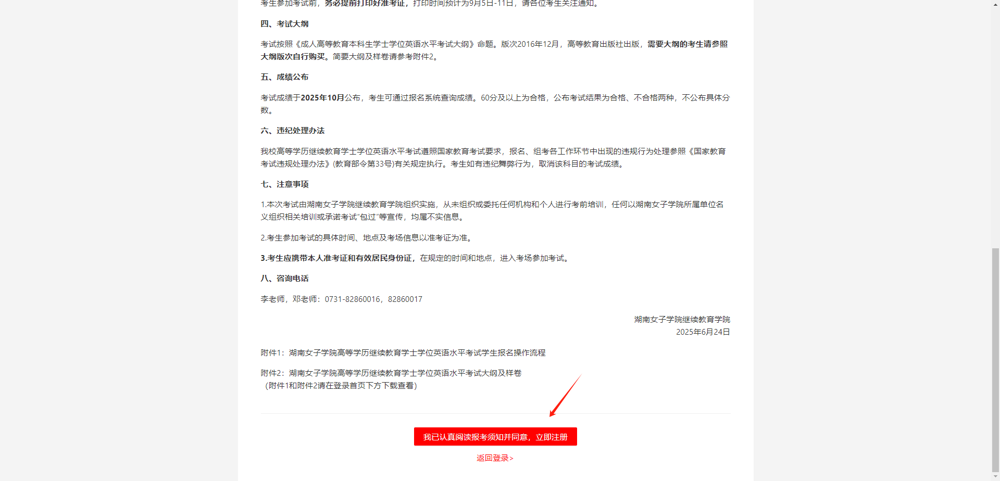 考生参加考试前，务必提前打印好准考证，打印时间预计为9月5日-11日，请各位考生关注通知。
四、考试大纲
考试按照《成人高等教育本科生学士学位英语水平考试大纲》命题。版次2016年12月，高等教育出版社出版，需要大纲的考生请参照
大纲版次自行购买。简要大纲及样卷请参考附件2。
五、成绩公布
考试成绩于2025年10月公布，考生可通过报名系统查询成绩。60分及以上为合格，公布考试结果为合格、不合格两种，不公布具体分
数。
六、违纪处理办法
我校高等学历继续教育学士学位英语水平考试遵照国家教育考试要求，报名、组考各工作环节中出现的违规行为处理参照《国家教育
考试违规处理办法》(教育部令第33号)有关规定执行。考生如有违纪舞弊行为，取消该科目的考试成绩。
七、注意事项
1.本次考试由湖南女子学院继续教育学院组织实施，从未组织或委托任何机构和个人进行考前培训，任何以湖南女子学院所属单位名
义组织相关培训或承诺考试“包过”等宣传，均属不实信息。
2.考生参加考试的具体时间、地点及考场信息以准考证为准。
3.考生应携带本人准考证和有效居民身份证，在规定的时间和地点，进入考场参加考试。
八、咨询电话
李老师，邓老师：0731-82860016，82860017
湖南女子学院继续教育学院
2025年6月24日
附件1：湖南女子学院高等学历继续教育学士学位英语水平考试学生报名操作流程
附件2：湖南女子学院高等学历继续教育学士学位英语水平考试大纲及样卷
（附件1和附件2请在登录首页下方下载查看）
我已认真阅读报考须知并同意，立即注册
返回登录>